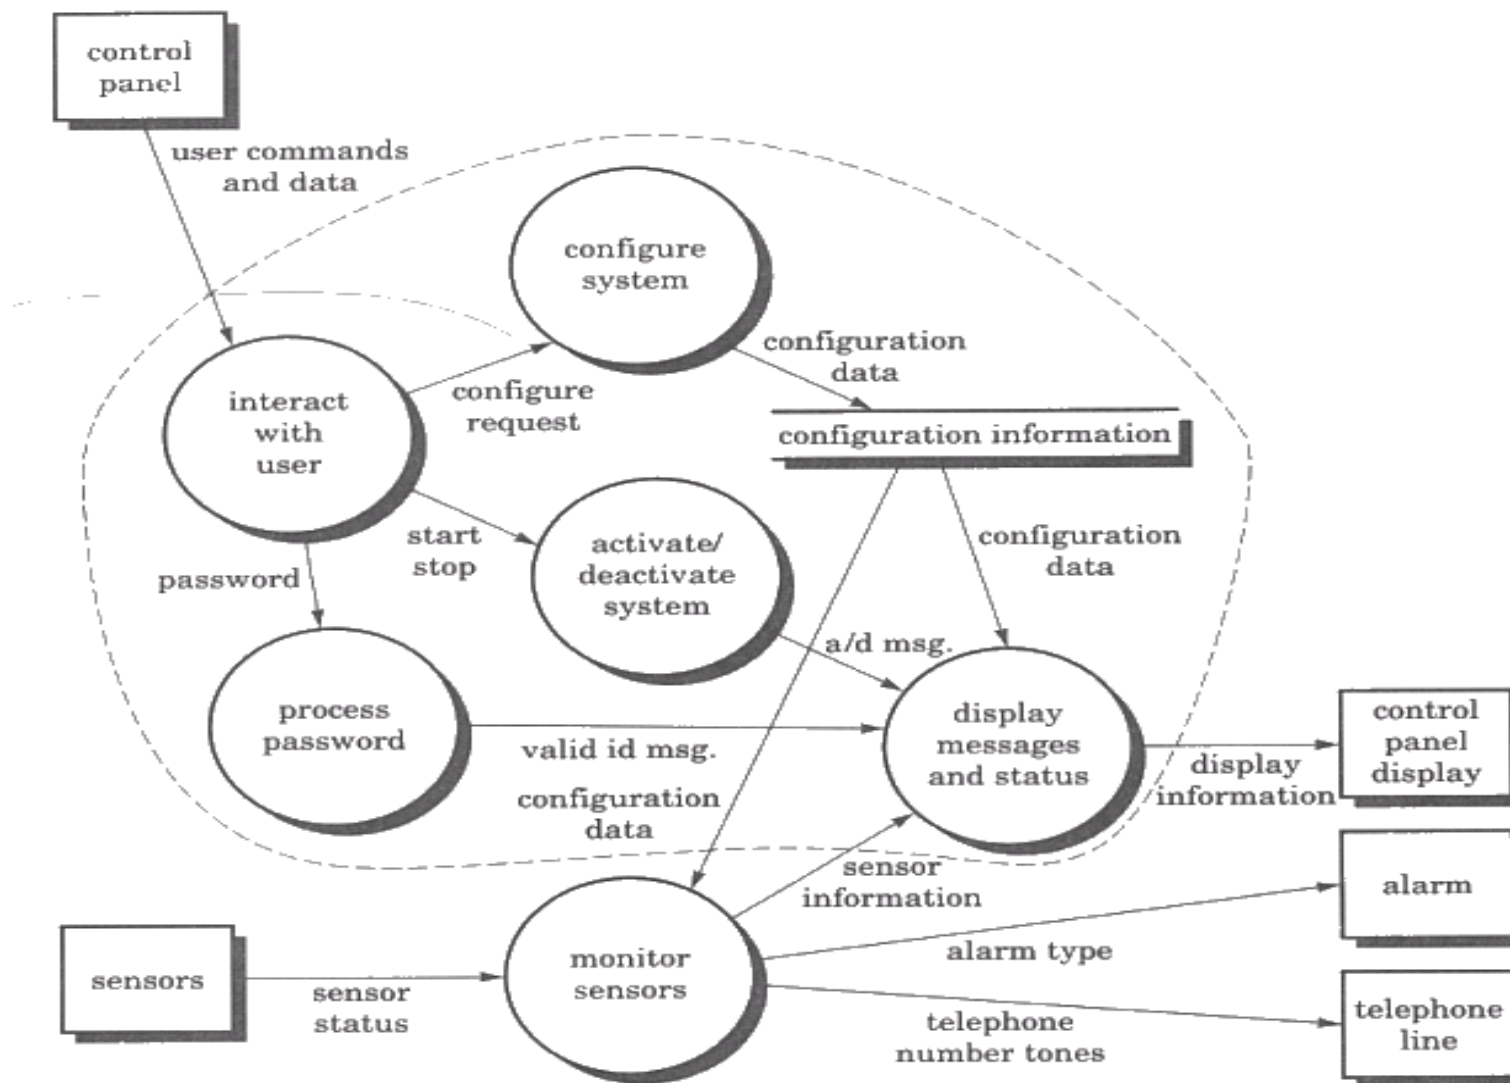 control
panel
user commands
and data
configure
system
configuration
data
interact
with
user
configure
request
configuration information
start
stop
activate/
deactivate
system
configuration
data
password
a/d msg.
process
password
valid id msg.
display
messages
and status
control
panel
display
display
information
configuration
data
sensor
information
alarm
sensors
sensor
status
monitor
sensors
alarm type
telephone
number tones
telephone
line